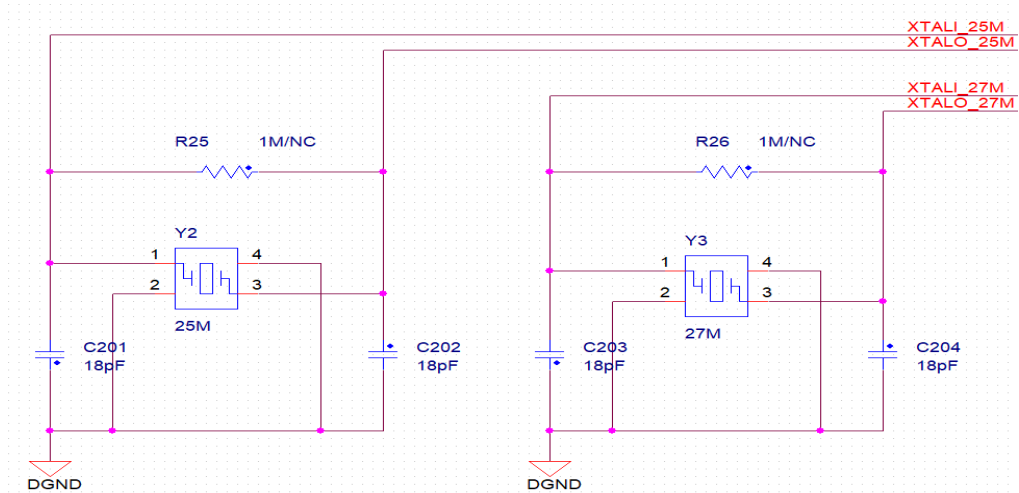 XTALI_25M
XTALO_25M
XTALI_27M
XTALO_27M
R25 1M/NC
R26 1M/NC
Y2
1 4
2 3
25M
Y3
1 4
2 3
27M
C201
18pF
C202
18pF
C203
18pF
C204
18pF
DGND
DGND